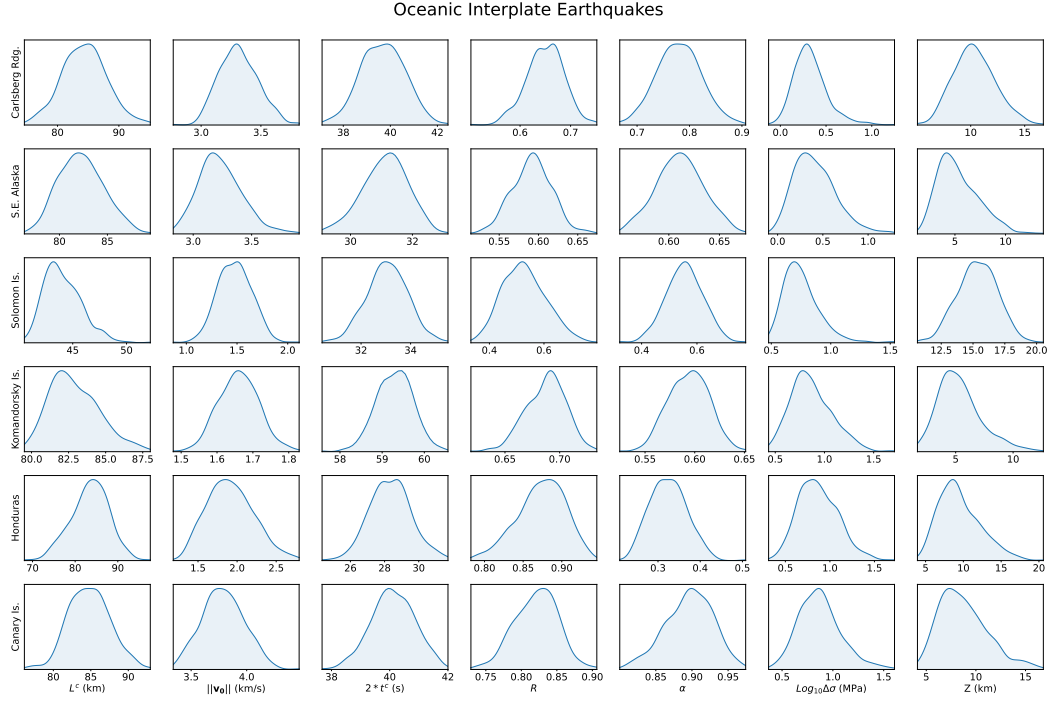 Oceanic Interplate Earthquakes
Carlsberg Rdg.
80 90 3.0 3.5 38 40 42 0.6 0.7 0.7 0.8 0.9 0.0 0.5 1.0 10 15
S.E. Alaska
80 85 3.0 3.5 30 32 0.55 0.60 0.65 0.60 0.65 0.0 0.5 1.0 5 10
Solomon Is.
45 50 1.0 1.5 2.0 32 34 0.4 0.6 0.4 0.6 0.5 1.0 1.5 12.5 15.0 17.5 20.0
Komandorsky Is.
80.0 82.5 85.0 87.5 1.5 1.6 1.7 1.8 58 59 60 0.65 0.70 0.55 0.60 0.65 0.5 1.0 1.5 5 10
Honduras
70 80 90 1.5 2.0 2.5 26 28 30 0.80 0.85 0.90 0.3 0.4 0.5 0.5 1.0 1.5 5 10 15 20
Canary Is.
80 85 90 3.5 4.0 38 40 42 0.75 0.80 0.85 0.90 0.85 0.90 0.95 0.5 1.0 1.5 5 10 15
L^c (km) ||v₀|| (km/s) 2 * t^c (s) R α Log₁₀Δσ (MPa) Z (km)